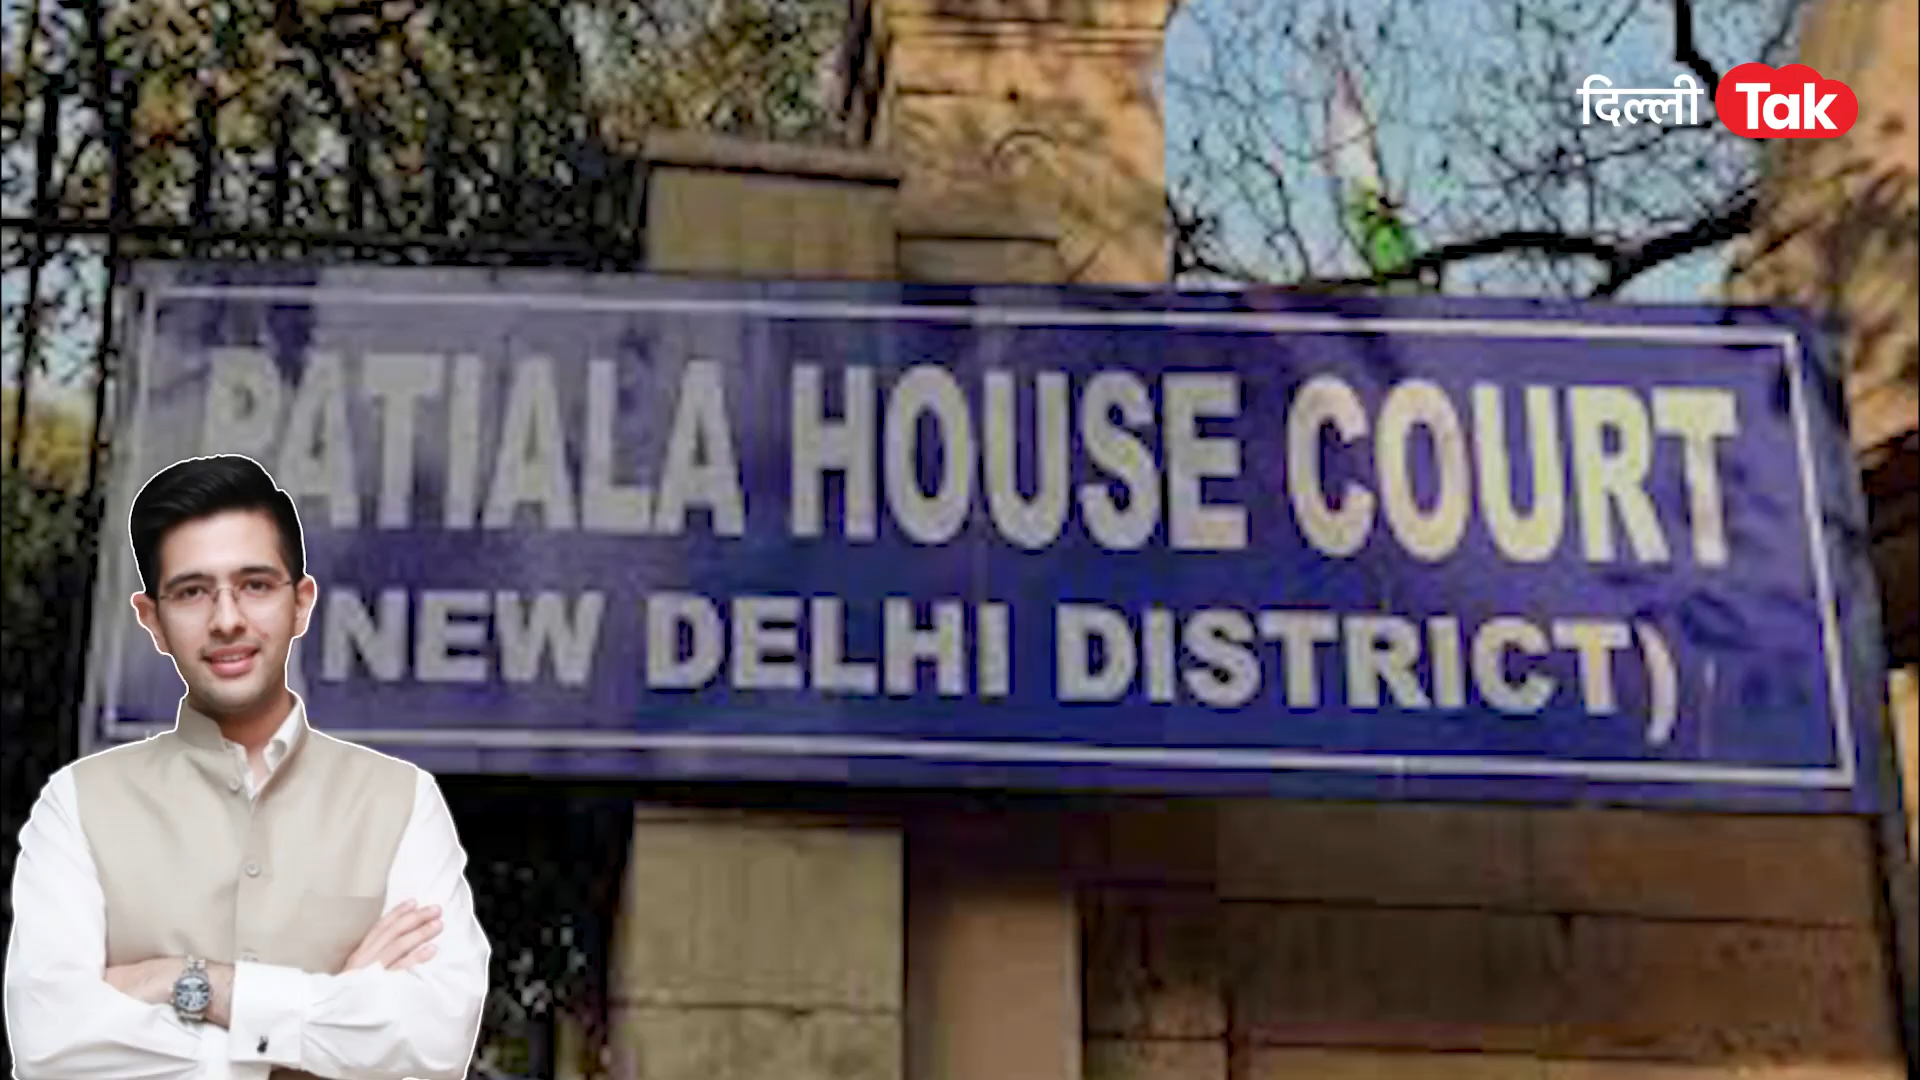 दिल्ली Tak
PATIALA HOUSE COURT
(NEW DELHI DISTRICT)